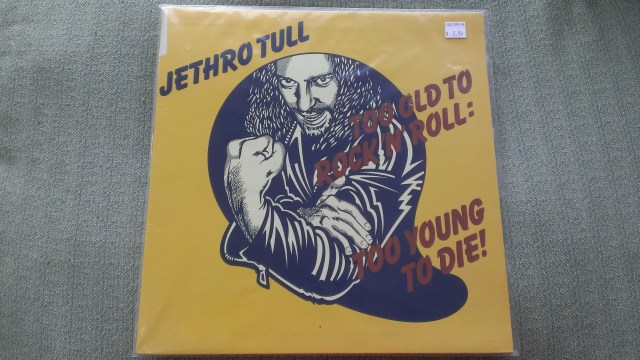 JETHRO TULL
TOO OLD TO
ROCK 'N' ROLL:
TOO YOUNG
TO DIE!